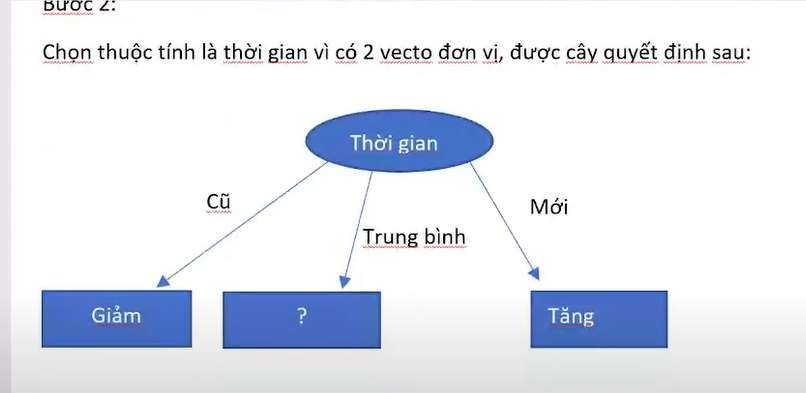 Bước 2:
Chọn thuộc tính là thời gian vì có 2 vecto đơn vị, được cây quyết định sau:
Thời gian
Cũ
Mới
Trung bình
Giảm
?
Tăng